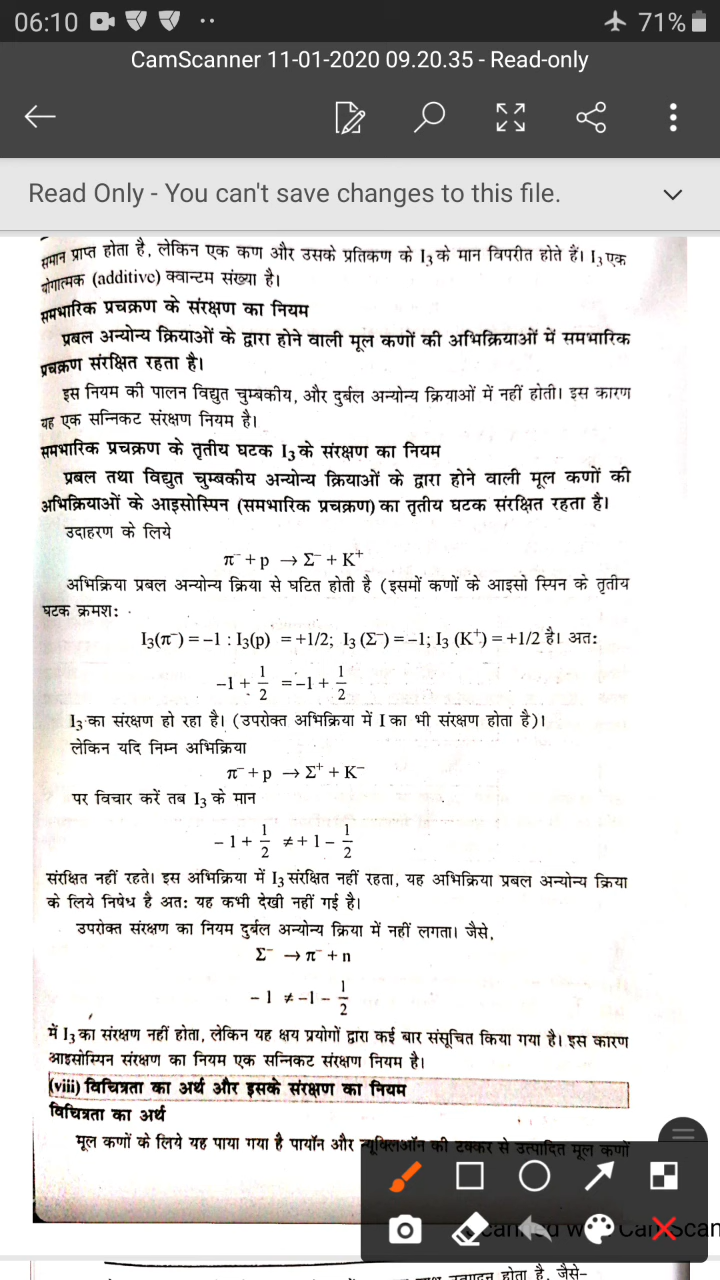 06:10
71%
CamScanner 11-01-2020 09.20.35 - Read-only
Read Only - You can't save changes to this file.
समान प्राप्त होता है, लेकिन एक कण और उसके प्रतिकण के I₃ के मान विपरीत होते हैं। I₃ एक
योगात्मक (additive) क्वान्टम संख्या है।
समभारिक प्रचक्रण के संरक्षण का नियम
प्रबल अन्योन्य क्रियाओं के द्वारा होने वाली मूल कणों की अभिक्रियाओं में समभारिक
प्रचक्रण संरक्षित रहता है।
इस नियम की पालन विद्युत चुम्बकीय, और दुर्बल अन्योन्य क्रियाओं में नहीं होती। इस कारण
यह एक सन्निकट संरक्षण नियम है।
समभारिक प्रचक्रण के तृतीय घटक I₃ के संरक्षण का नियम
प्रबल तथा विद्युत चुम्बकीय अन्योन्य क्रियाओं के द्वारा होने वाली मूल कणों की
अभिक्रियाओं के आइसोस्पिन (समभारिक प्रचक्रण) का तृतीय घटक संरक्षित रहता है।
उदाहरण के लिये
π⁻ + p → Σ⁻ + K⁺
अभिक्रिया प्रबल अन्योन्य क्रिया से घटित होती है (इसमों कणों के आइसो स्पिन के तृतीय
घटक क्रमश:
I₃(π⁻) = –1 : I₃(p) = +1/2; I₃ (Σ⁻) = –1; I₃ (K⁺) = +1/2 है। अत:
–1 + 1/2 = –1 + 1/2
I₃ का संरक्षण हो रहा है। (उपरोक्त अभिक्रिया में I का भी संरक्षण होता है)।
लेकिन यदि निम्न अभिक्रिया
π⁻ + p → Σ⁺ + K⁻
पर विचार करें तब I₃ के मान
– 1 + 1/2 ≠ + 1 – 1/2
संरक्षित नहीं रहते। इस अभिक्रिया में I₃ संरक्षित नहीं रहता, यह अभिक्रिया प्रबल अन्योन्य क्रिया
के लिये निषेध है अत: यह कभी देखी नहीं गई है।
उपरोक्त संरक्षण का नियम दुर्बल अन्योन्य क्रिया में नहीं लगता। जैसे,
Σ⁻ → π⁻ + n
– 1 ≠ –1 – 1/2
में I₃ का संरक्षण नहीं होता, लेकिन यह क्षय प्रयोगों द्वारा कई बार संसूचित किया गया है। इस कारण
आइसोस्पिन संरक्षण का नियम एक सन्निकट संरक्षण नियम है।
(viii) विचित्रता का अर्थ और इसके संरक्षण का नियम
विचित्रता का अर्थ
मूल कणों के लिये यह पाया गया है पायॉन और न्यूक्लिऑन की टक्कर से उत्पादित मूल कणों
होता है, जैसे–